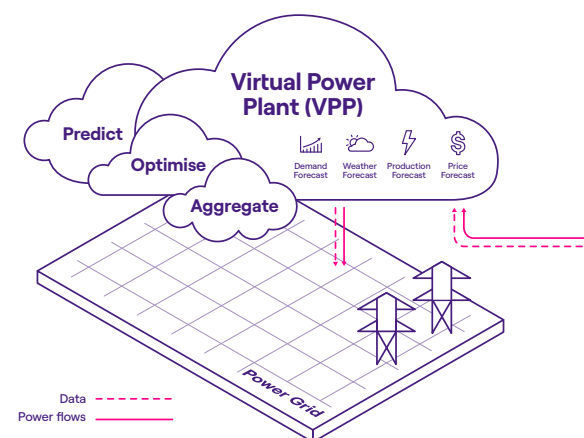 Virtual Power
Plant (VPP)
Predict
Optimise
Aggregate
Demand
Forecast
Weather
Forecast
Production
Forecast
Price
Forecast
Power Grid
Data
Power flows